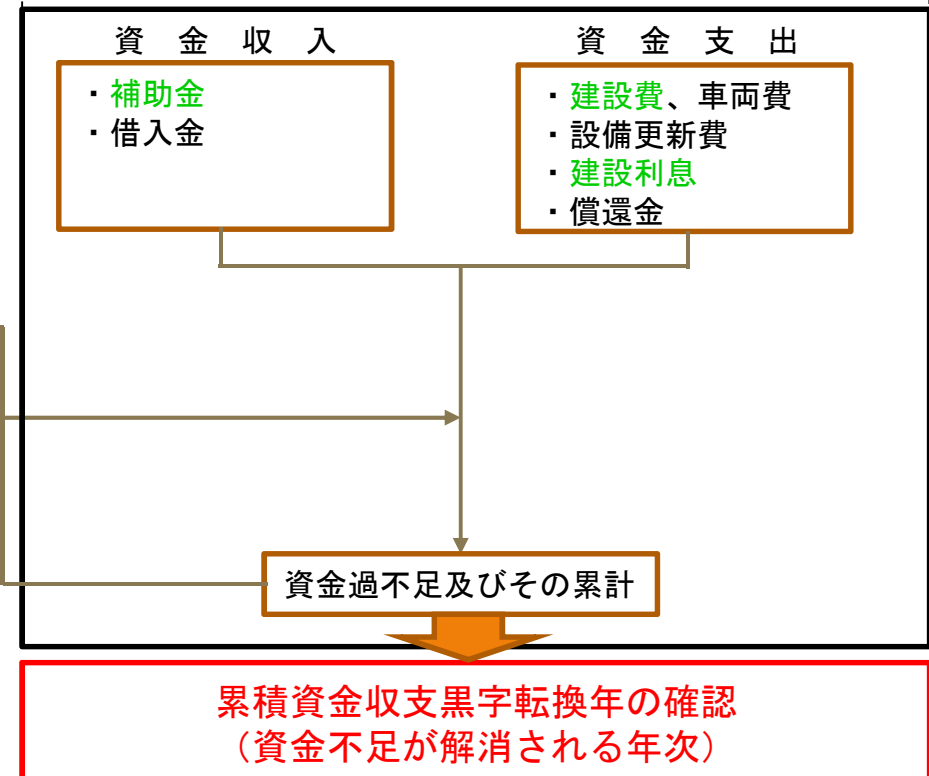 資金収入
・補助金
・借入金
資金支出
・建設費、車両費
・設備更新費
・建設利息
・償還金
資金過不足及びその累計
累積資金収支黒字転換年の確認
（資金不足が解消される年次）